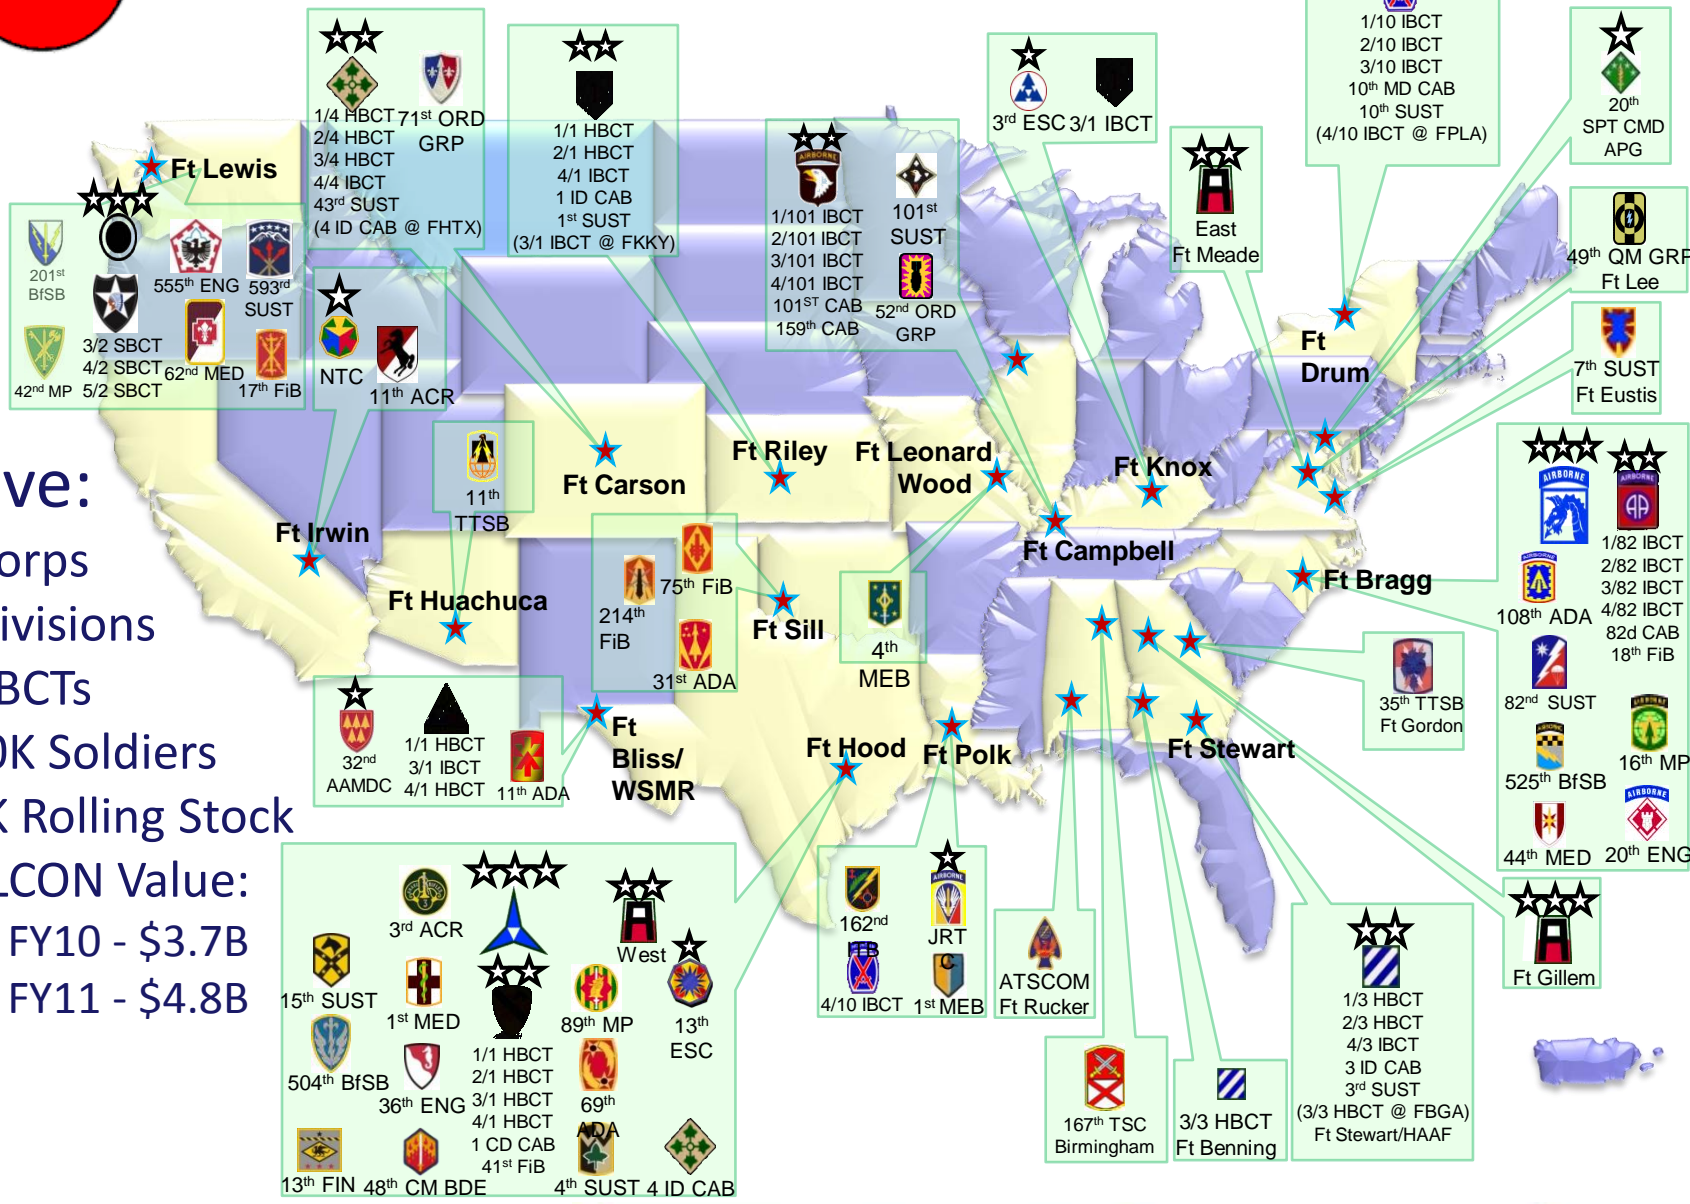 1/4 HBCT
2/4 HBCT
3/4 HBCT
4/4 IBCT
43rd SUST
(4 ID CAB @ FHTX)
71st ORD
GRP
1/1 HBCT
2/1 HBCT
4/1 IBCT
1 ID CAB
1st SUST
(3/1 IBCT @ FKKY)
AIRBORNE
1/101 IBCT
2/101 IBCT
3/101 IBCT
4/101 IBCT
101ST CAB
159th CAB
101st
SUST
52nd ORD
GRP
3rd ESC
3/1 IBCT
East
Ft Meade
1/10 IBCT
2/10 IBCT
3/10 IBCT
10th MD CAB
10th SUST
(4/10 IBCT @ FPLA)
20th
SPT CMD
APG
49th QM GRP
Ft Lee
7th SUST
Ft Eustis
Ft Lewis
201st
BfSB
42nd MP
3/2 SBCT
4/2 SBCT
5/2 SBCT
555th ENG
62nd MED
593rd
SUST
17th FiB
NTC
11th ACR
11th
TTSB
Ft Drum
Ft Carson
Ft Riley
Ft Leonard
Wood
Ft Knox
Ft Campbell
Ft Irwin
Ft Huachuca
Ft Sill
Ft Bragg
214th
FiB
75th FiB
31st ADA
4th
MEB
AIRBORNE
108th ADA
82nd SUST
525th BfSB
44th MED
AIRBORNE
AA
1/82 IBCT
2/82 IBCT
3/82 IBCT
4/82 IBCT
82d CAB
18th FiB
16th MP
AIRBORNE
20th ENG
35th TTSB
Ft Gordon
ve:
orps
ivisions
BCTs
0K Soldiers
K Rolling Stock
LCON Value:
FY10 - $3.7B
FY11 - $4.8B
32nd
AAMDC
1/1 HBCT
3/1 IBCT
4/1 HBCT
11th ADA
Ft
Bliss/
WSMR
Ft Hood
Ft Polk
Ft Stewart
3rd ACR
15th SUST
1st MED
504th BfSB
36th ENG
13th FIN
48th CM BDE
1/1 HBCT
2/1 HBCT
3/1 HBCT
4/1 HBCT
1 CD CAB
41st FiB
West
89th MP
13th
ESC
69th
ADA
4th SUST
4 ID CAB
162nd
ITB
4/10 IBCT
AIRBORNE
JRT
C
1st MEB
ATSCOM
Ft Rucker
167th TSC
Birmingham
3/3 HBCT
Ft Benning
1/3 HBCT
2/3 HBCT
4/3 IBCT
3 ID CAB
3rd SUST
(3/3 HBCT @ FBGA)
Ft Stewart/HAAF
Ft Gillem